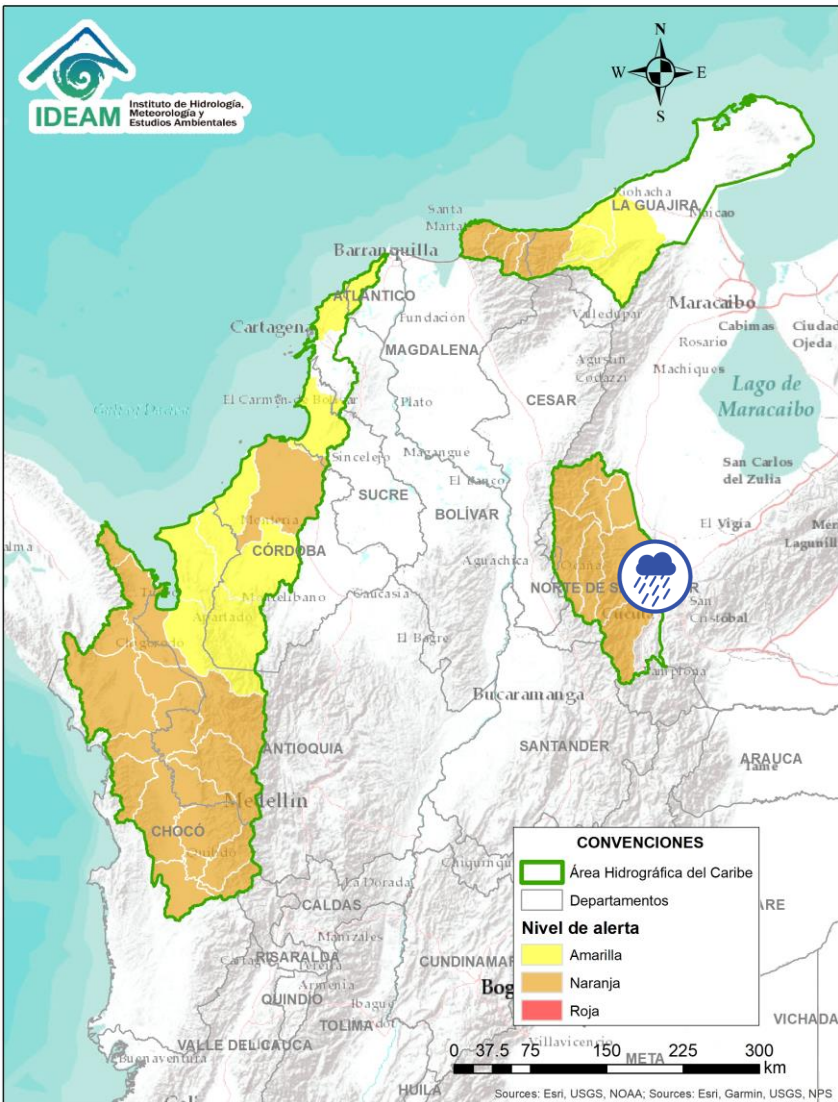 IDEAM
Instituto de Hidrología,
Meteorología y
Estudios Ambientales
N
W
E
S
Riohacha
LA GUAJIRA
Maicao
Santa
Marta
Barranquilla
ATLÁNTICO
Cartagena
Fundación
Valledupar
Maracaibo
Cabimas
Ciudad
Ojeda
Rosario
MAGDALENA
Machiques
Agustín
Codazzi
CESAR
Lago de
Maracaibo
El Carmen de Bolívar
Plato
Sincelejo
Magangué
San Carlos
del Zulia
El Banco
SUCRE
BOLÍVAR
El Vigía
Montería
CÓRDOBA
Aguachica
NORTE DE
Cúcuta
San
Cristóbal
Montelibano
Caucasia
Apartadó
Chigorodó
El Bagre
Pamplona
Bucaramanga
ANTIOQUIA
SANTANDER
ARAUCA
Tame
Medellín
CHOCÓ
Quibdó
La Dorada
CALDAS
Manizales
RISARALDA
Pereira
Armenia
QUINDÍO
Ibagué
TOLIMA
CUNDINAMAR
Bog
VALLE DEL CAUCA
Buenaventura
Villavicencio
META
VICHADA
HUILA
CONVENCIONES
Área Hidrográfica del Caribe
Departamentos
Nivel de alerta
Amarilla
Naranja
Roja
0 37.5 75 150 225 300
km
Sources: Esri, USGS, NOAA; Sources: Esri, Garmin, USGS, NPS